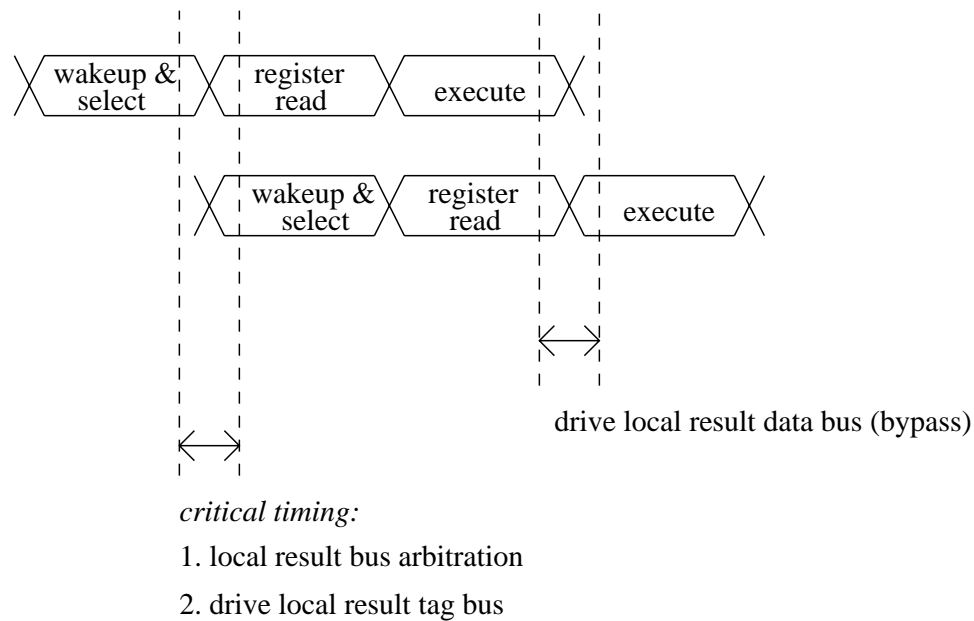 wakeup &
select
register
read
execute
wakeup &
select
register
read
execute
drive local result data bus (bypass)
critical timing:
1. local result bus arbitration
2. drive local result tag bus